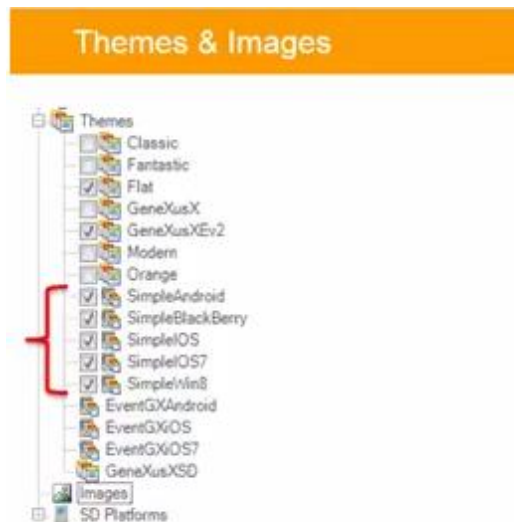 Themes & Images
Themes
Classic
Fantastic
Flat
GeneXusX
GeneXusXEv2
Modern
Orange
SimpleAndroid
SimpleBlackBerry
SimpleIOS
SimpleIOS7
SimpleWin8
EventGXAndroid
EventGXiOS
EventGXiOS7
GeneXusXSD
Images
SD Platforms